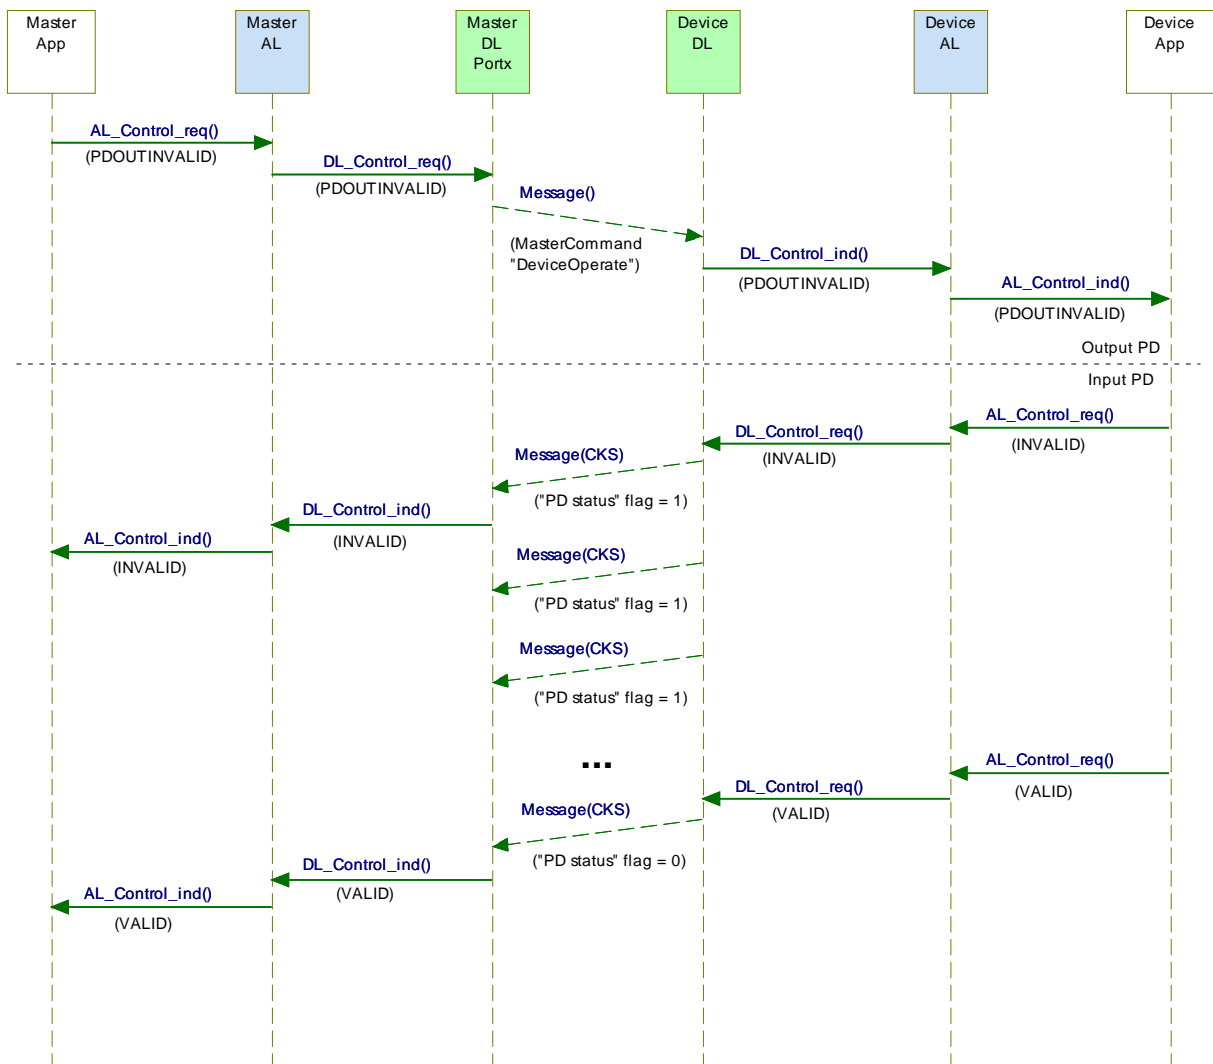 Master
App
Master
AL
Master
DL
Portx
Device
DL
Device
AL
Device
App
AL_Control_req()
(PDOUTINVALID)
DL_Control_req()
(PDOUTINVALID)
Message()
(MasterCommand
"DeviceOperate")
DL_Control_ind()
(PDOUTINVALID)
AL_Control_ind()
(PDOUTINVALID)
Output PD
Input PD
AL_Control_req()
(INVALID)
DL_Control_req()
(INVALID)
Message(CKS)
("PD status" flag = 1)
DL_Control_ind()
(INVALID)
AL_Control_ind()
(INVALID)
Message(CKS)
("PD status" flag = 1)
Message(CKS)
("PD status" flag = 1)
...
AL_Control_req()
(VALID)
DL_Control_req()
(VALID)
Message(CKS)
("PD status" flag = 0)
DL_Control_ind()
(VALID)
AL_Control_ind()
(VALID)